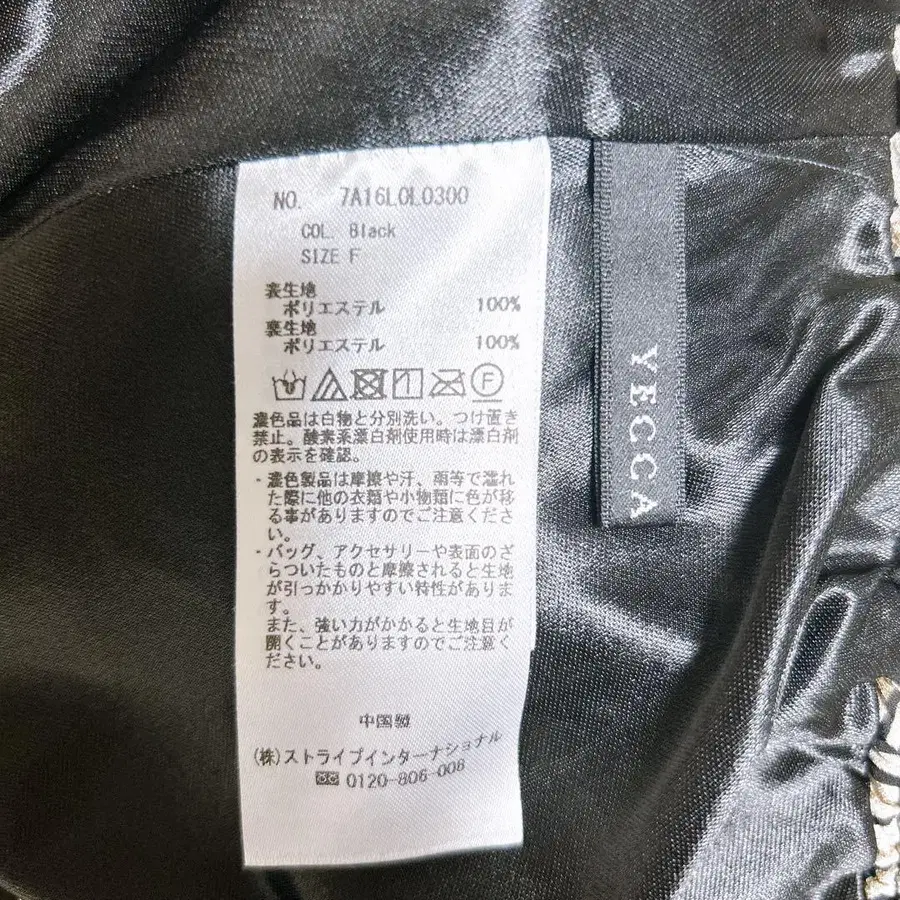 NO. 7A16L0L0300
COL. Black
SIZE F
表生地
ポリエステル 100%
裏生地
ポリエステル 100%
F
濃色品は白物と分別洗い。つけ置き
禁止。酸素系漂白剤使用時は漂白剤
の表示を確認。
・濃色製品は摩擦や汗、雨等で濡れ
た際に他の衣類や小物類に色が移
る事がありますのでご注意くださ
い。
・バッグ、アクセサリーや表面のざ
らついたものと摩擦されると生地
が引っかかりやすい特性がありま
す。
また、強い力がかかると生地目が
開くことがありますのでご注意く
ださい。
中国製
(株)ストライプインターナショナル
0120-806-008
YECCA